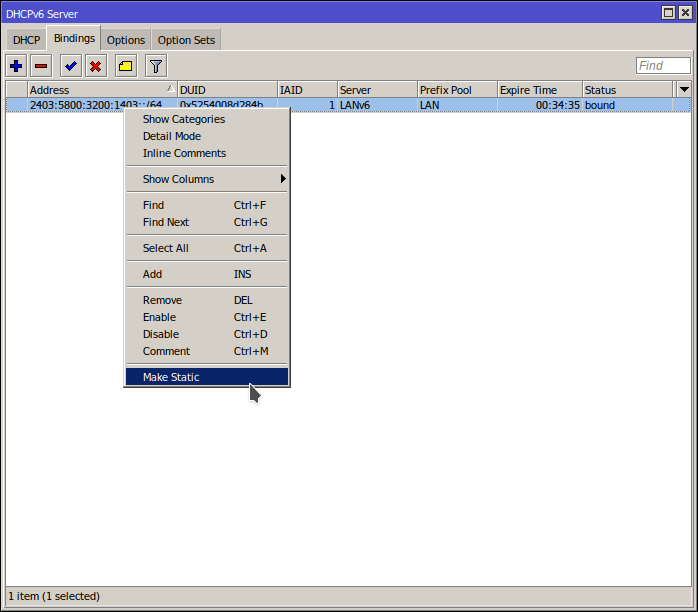 DHCPv6 Server
DHCP Bindings Options Option Sets
Find
Address DUID IAID Server Prefix Pool Expire Time Status
2403:5800:3200:1403::/64 0x5254008d284b 1 LANv6 LAN 00:34:35 bound
Show Categories
Detail Mode
Inline Comments
Show Columns
Find Ctrl+F
Find Next Ctrl+G
Select All Ctrl+A
Add INS
Remove DEL
Enable Ctrl+E
Disable Ctrl+D
Comment Ctrl+M
Make Static
1 item (1 selected)